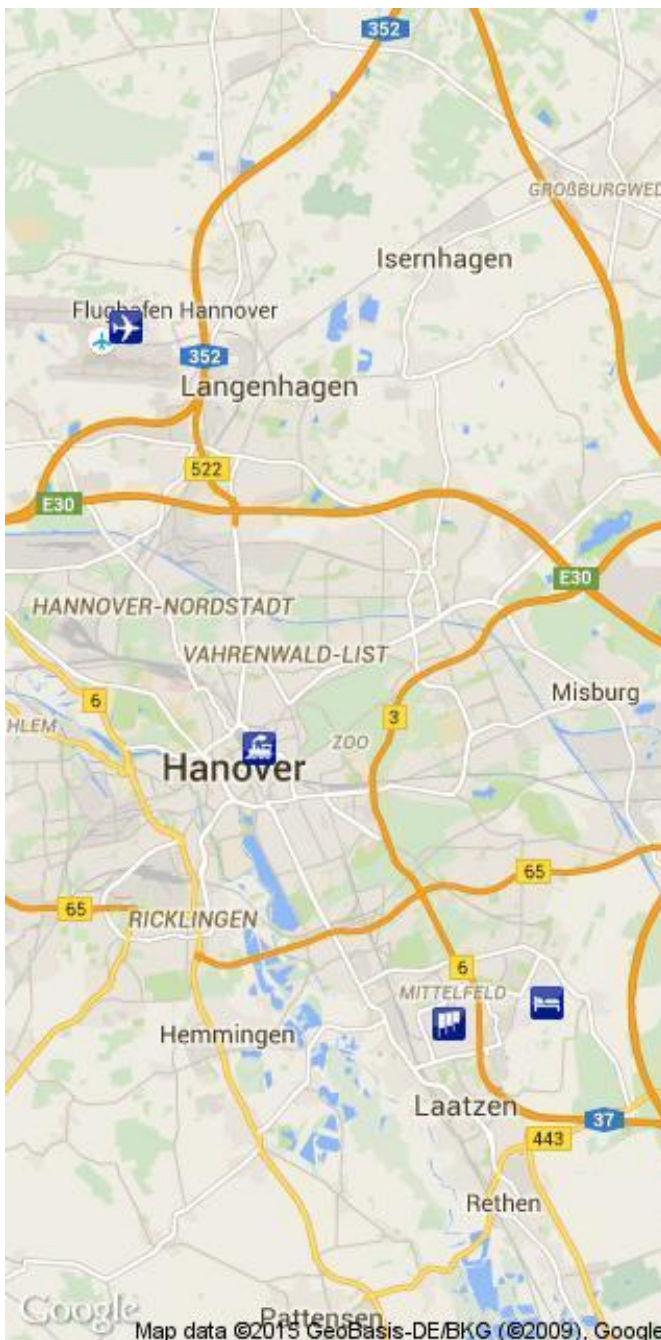 352
GROßBURGWED
Isernhagen
Flughafen Hannover
352
Langenhagen
522
E30
E30
HANNOVER-NORDSTADT
VAHRENWALD-LIST
6
Misburg
HLEM
3
ZOO
Hanover
65
65
RICKLINGEN
6
MITTELFELD
Hemmingen
Laatzen
37
443
Rethen
Google
Pattensen
Map data ©2015 GeoBasis-DE/BKG (©2009), Google